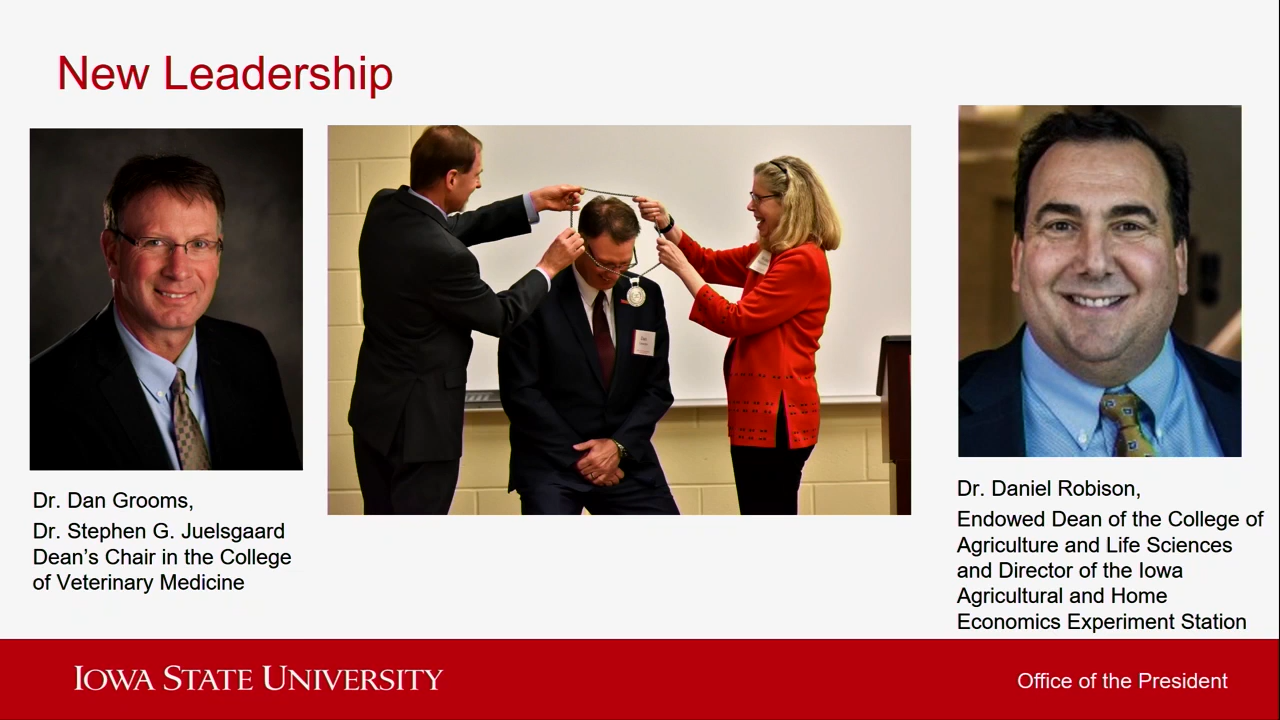 New Leadership
Dr. Dan Grooms,
Dr. Stephen G. Juelsgaard
Dean’s Chair in the College
of Veterinary Medicine
Dr. Daniel Robison,
Endowed Dean of the College of
Agriculture and Life Sciences
and Director of the Iowa
Agricultural and Home
Economics Experiment Station
IOWA STATE UNIVERSITY
Office of the President